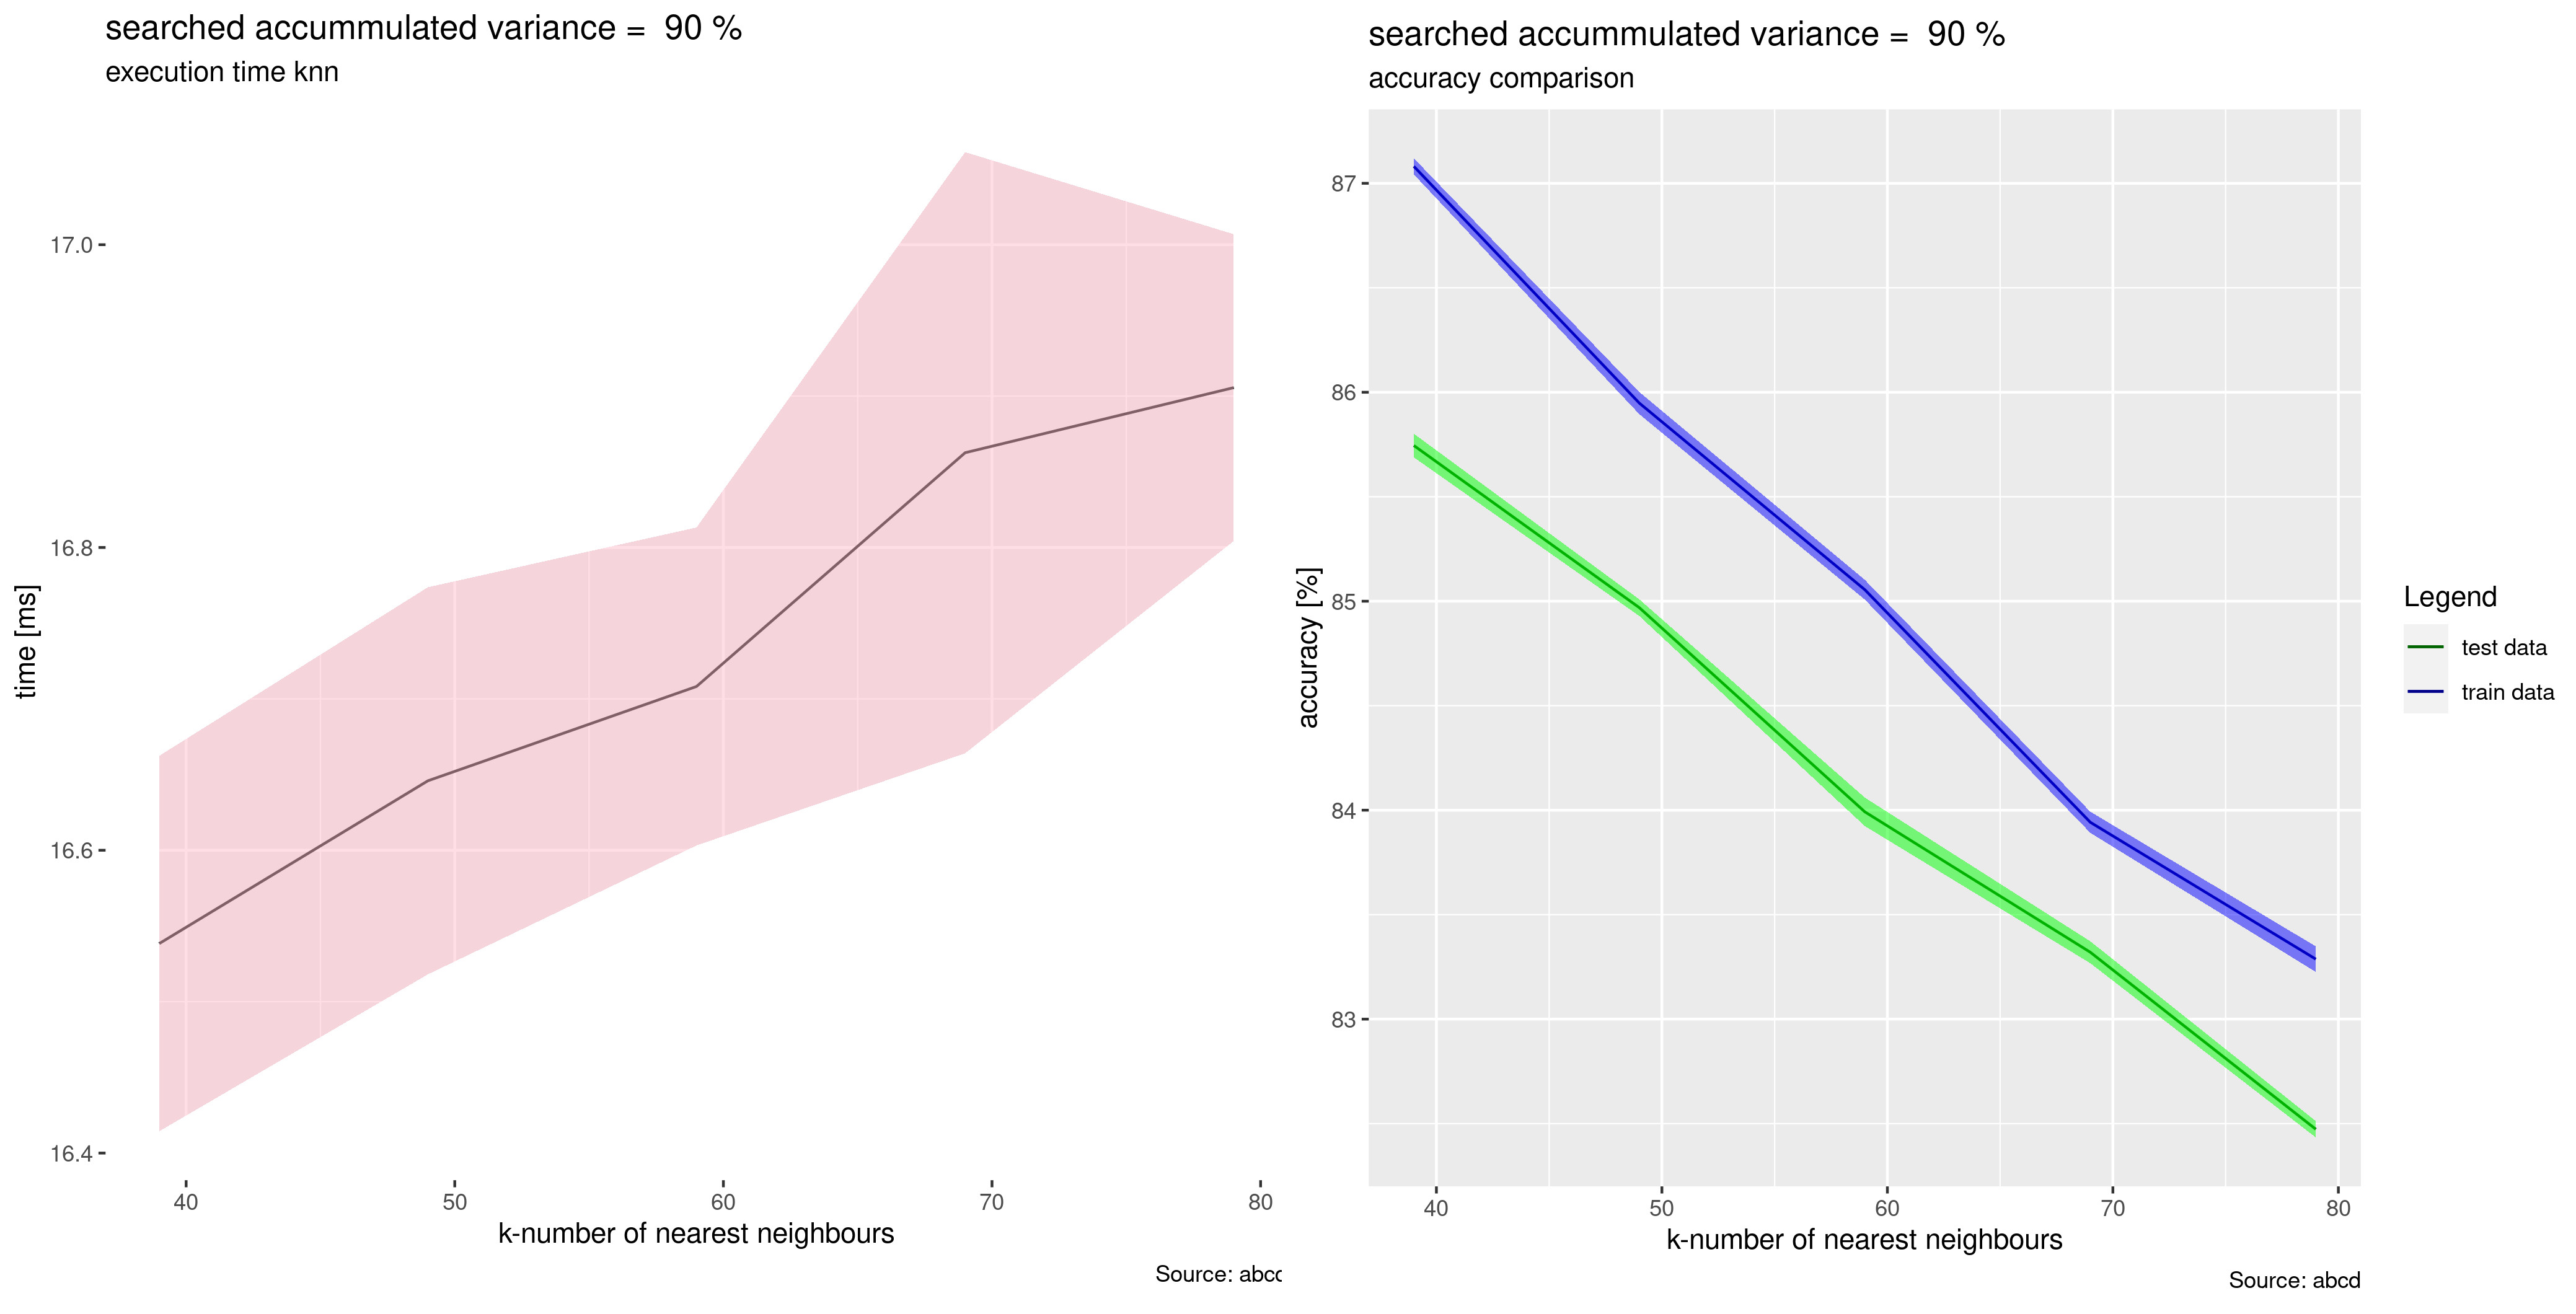 searched accummulated variance =  90 %
execution time knn
time [ms]
17.0
16.8
16.6
16.4
40 50 60 70 80
k-number of nearest neighbours
Source: abcc
searched accummulated variance =  90 %
accuracy comparison
accuracy [%]
87
86
85
84
83
40 50 60 70 80
k-number of nearest neighbours
Source: abcd
Legend
test data
train data